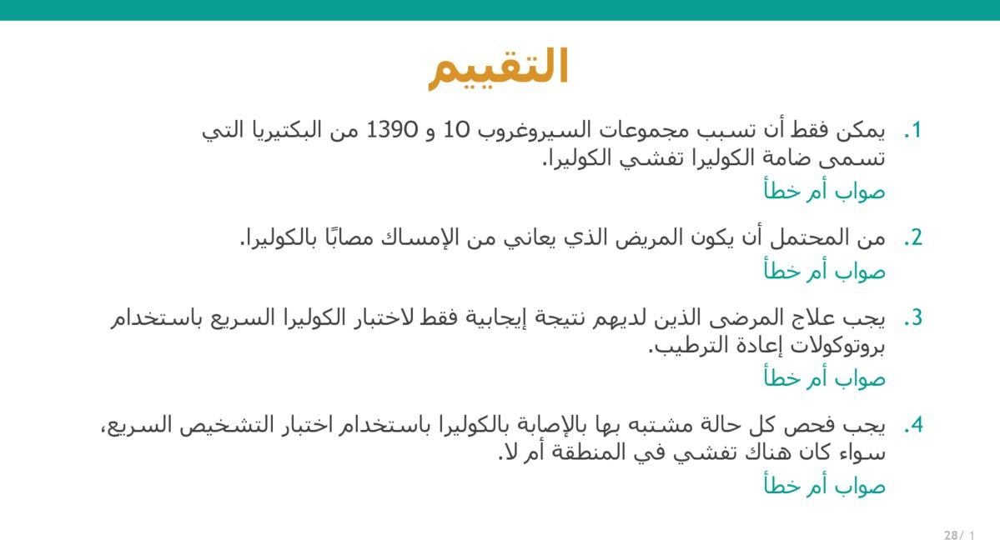 التقييم
1. يمكن فقط أن تسبب مجموعات السيروغروب O1 و O139 من البكتيريا التي
تسمى ضامة الكوليرا تفشي الكوليرا.
صواب أم خطأ
2. من المحتمل أن يكون المريض الذي يعاني من الإمساك مصابًا بالكوليرا.
صواب أم خطأ
3. يجب علاج المرضى الذين لديهم نتيجة إيجابية فقط لاختبار الكوليرا السريع باستخدام
بروتوكولات إعادة الترطيب.
صواب أم خطأ
4. يجب فحص كل حالة مشتبه بها بالإصابة بالكوليرا باستخدام اختبار التشخيص السريع،
سواء كان هناك تفشي في المنطقة أم لا.
صواب أم خطأ
28/ 1